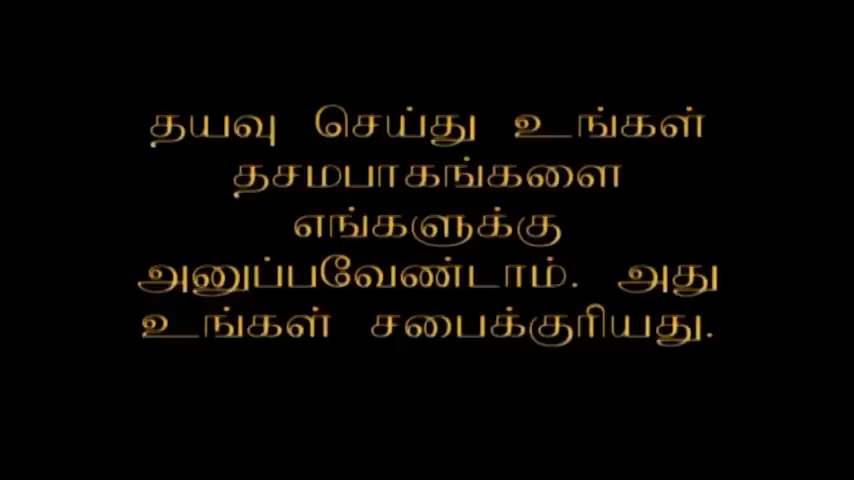 தயவு செய்து உங்கள்
தசமபாகங்களை
எங்களுக்கு
அனுப்பவேண்டாம். அது
உங்கள் சபைக்குரியது.